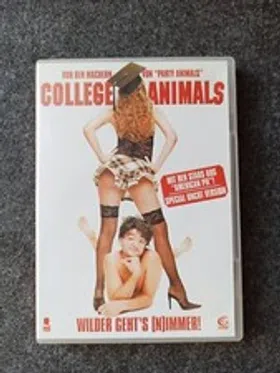 VON DEN MACHERN VON "PARTY ANIMALS"
COLLEGE ANIMALS
MIT DEN STARS AUS
"AMERICAN PIE"!
SPECIAL UNCUT VERSION
WILDER GEHT'S (N)IMMER!